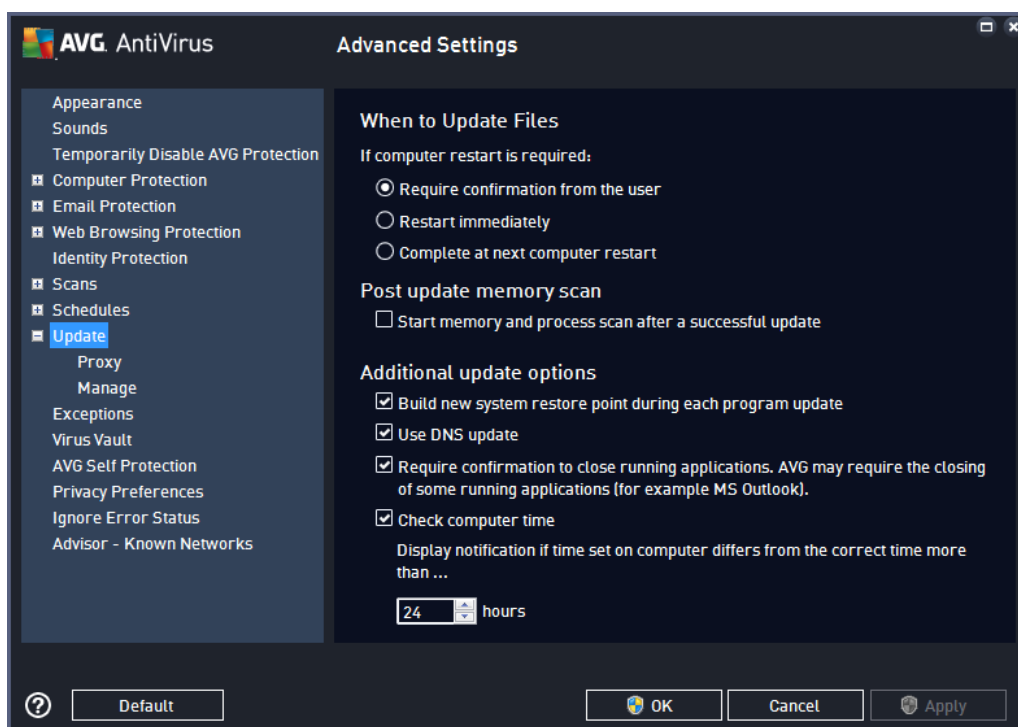 AVG. AntiVirus
Advanced Settings
Appearance
Sounds
Temporarily Disable AVG Protection
Computer Protection
Email Protection
Web Browsing Protection
Identity Protection
Scans
Schedules
Update
Proxy
Manage
Exceptions
Virus Vault
AVG Self Protection
Privacy Preferences
Ignore Error Status
Advisor - Known Networks
When to Update Files
If computer restart is required:
Require confirmation from the user
Restart immediately
Complete at next computer restart
Post update memory scan
Start memory and process scan after a successful update
Additional update options
Build new system restore point during each program update
Use DNS update
Require confirmation to close running applications. AVG may require the closing
of some running applications (for example MS Outlook).
Check computer time
Display notification if time set on computer differs from the correct time more
than ...
24 hours
? Default OK Cancel Apply